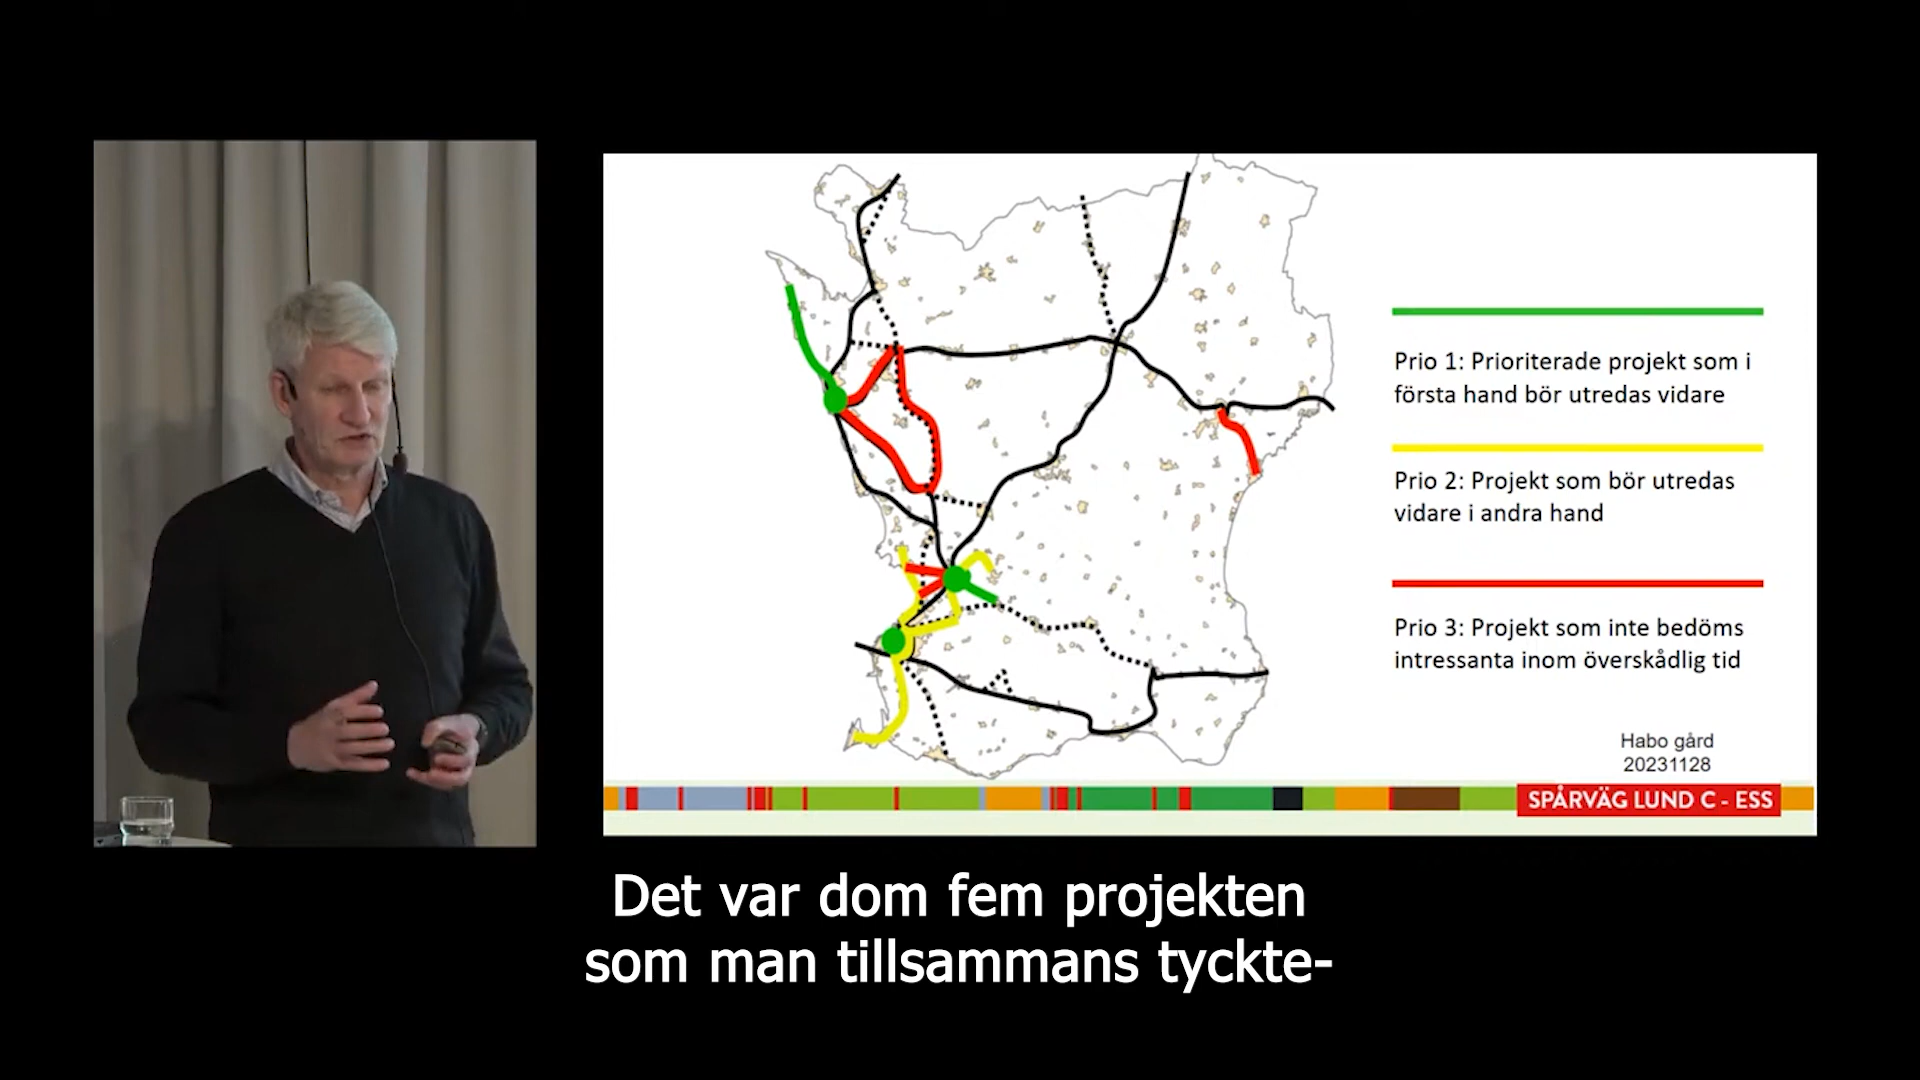 Prio 1: Prioriterade projekt som i
första hand bör utredas vidare
Prio 2: Projekt som bör utredas
vidare i andra hand
Prio 3: Projekt som inte bedöms
intressanta inom överskådlig tid
Habo gård
20231128
SPÅRVÄG LUND C - ESS
Det var dom fem projekten
som man tillsammans tyckte-